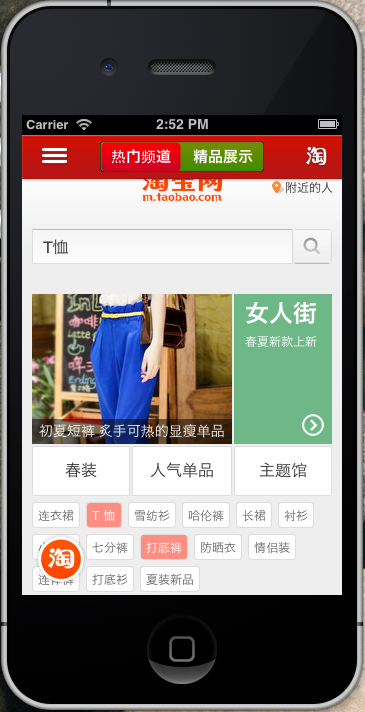 Carrier 2:52 PM
热门频道 精品展示 淘
淘宝网
m.taobao.com 附近的人
T恤
女人街
春夏新款上新
初夏短裤 炙手可热的显瘦单品
春装 人气单品 主题馆
连衣裙 T 恤 雪纺衫 哈伦裤 长裙 衬衫
七分裤 打底裤 防晒衣 情侣装
淘
打底衫 夏装新品